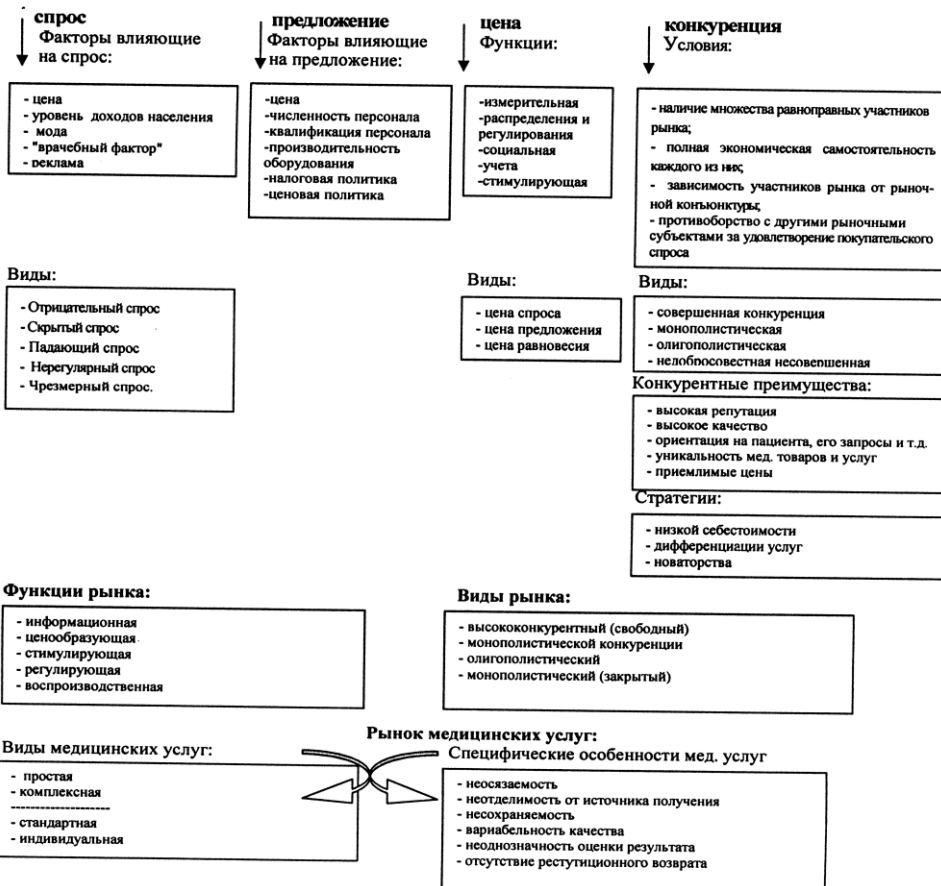 спрос
Факторы влияющие
на спрос:
- цена
- уровень доходов населения
- мода
- "врачебный фактор"
- реклама
предложение
Факторы влияющие
на предложение:
-цена
-численность персонала
-квалификация персонала
-производительность
оборудования
-налоговая политика
-ценовая политика
цена
Функции:
-измерительная
-распределения и
регулирования
-социальная
-учета
-стимулирующая
конкуренция
Условия:
- наличие множества равноправных участников
рынка;
- полная экономическая самостоятельность
каждого из них;
- зависимость участников рынка от рыноч-
ной конъюнктуры;
- противоборство с другими рыночными
субъектами за удовлетворение покупательского
спроса
Виды:
- Отрицательный спрос
- Скрытый спрос
- Падающий спрос
- Нерегулярный спрос
- Чрезмерный спрос.
Виды:
- цена спроса
- цена предложения
- цена равновесия
Виды:
- совершенная конкуренция
- монополистическая
- олигополистическая
- недобросовестная несовершенная
Конкурентные преимущества:
- высокая репутация
- высокое качество
- ориентация на пациента, его запросы и т.д.
- уникальность мед. товаров и услуг
- приемлимые цены
Стратегии:
- низкой себестоимости
- дифференциации услуг
- новаторства
Функции рынка:
- информационная
- ценообразующая
- стимулирующая
- регулирующая
- воспроизводственная
Виды рынка:
- высококонкурентный (свободный)
- монополистической конкуренции
- олигополистический
- монополистический (закрытый)
Рынок медицинских услуг:
Виды медицинских услуг:
- простая
- комплексная
---------------------
- стандартная
- индивидуальная
Специфические особенности мед. услуг
- неосязаемость
- неотделимость от источника получения
- несохраняемость
- вариабельность качества
- неоднозначность оценки результата
- отсутствие рестутиционного возврата